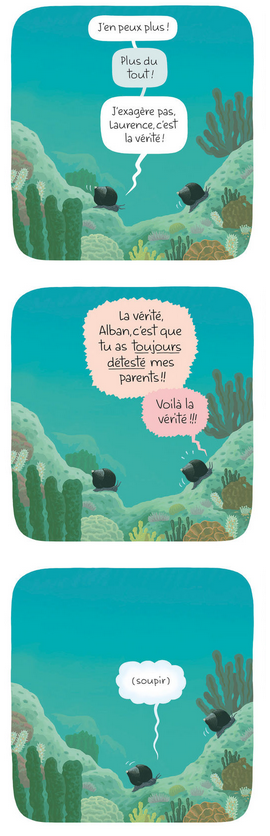 J'en peux plus !
Plus du
tout !
J'exagère pas,
Laurence, c'est
la vérité !
La vérité,
Alban, c'est que
tu as toujours
détesté mes
parents !!
Voilà la
vérité !!!
(soupir)